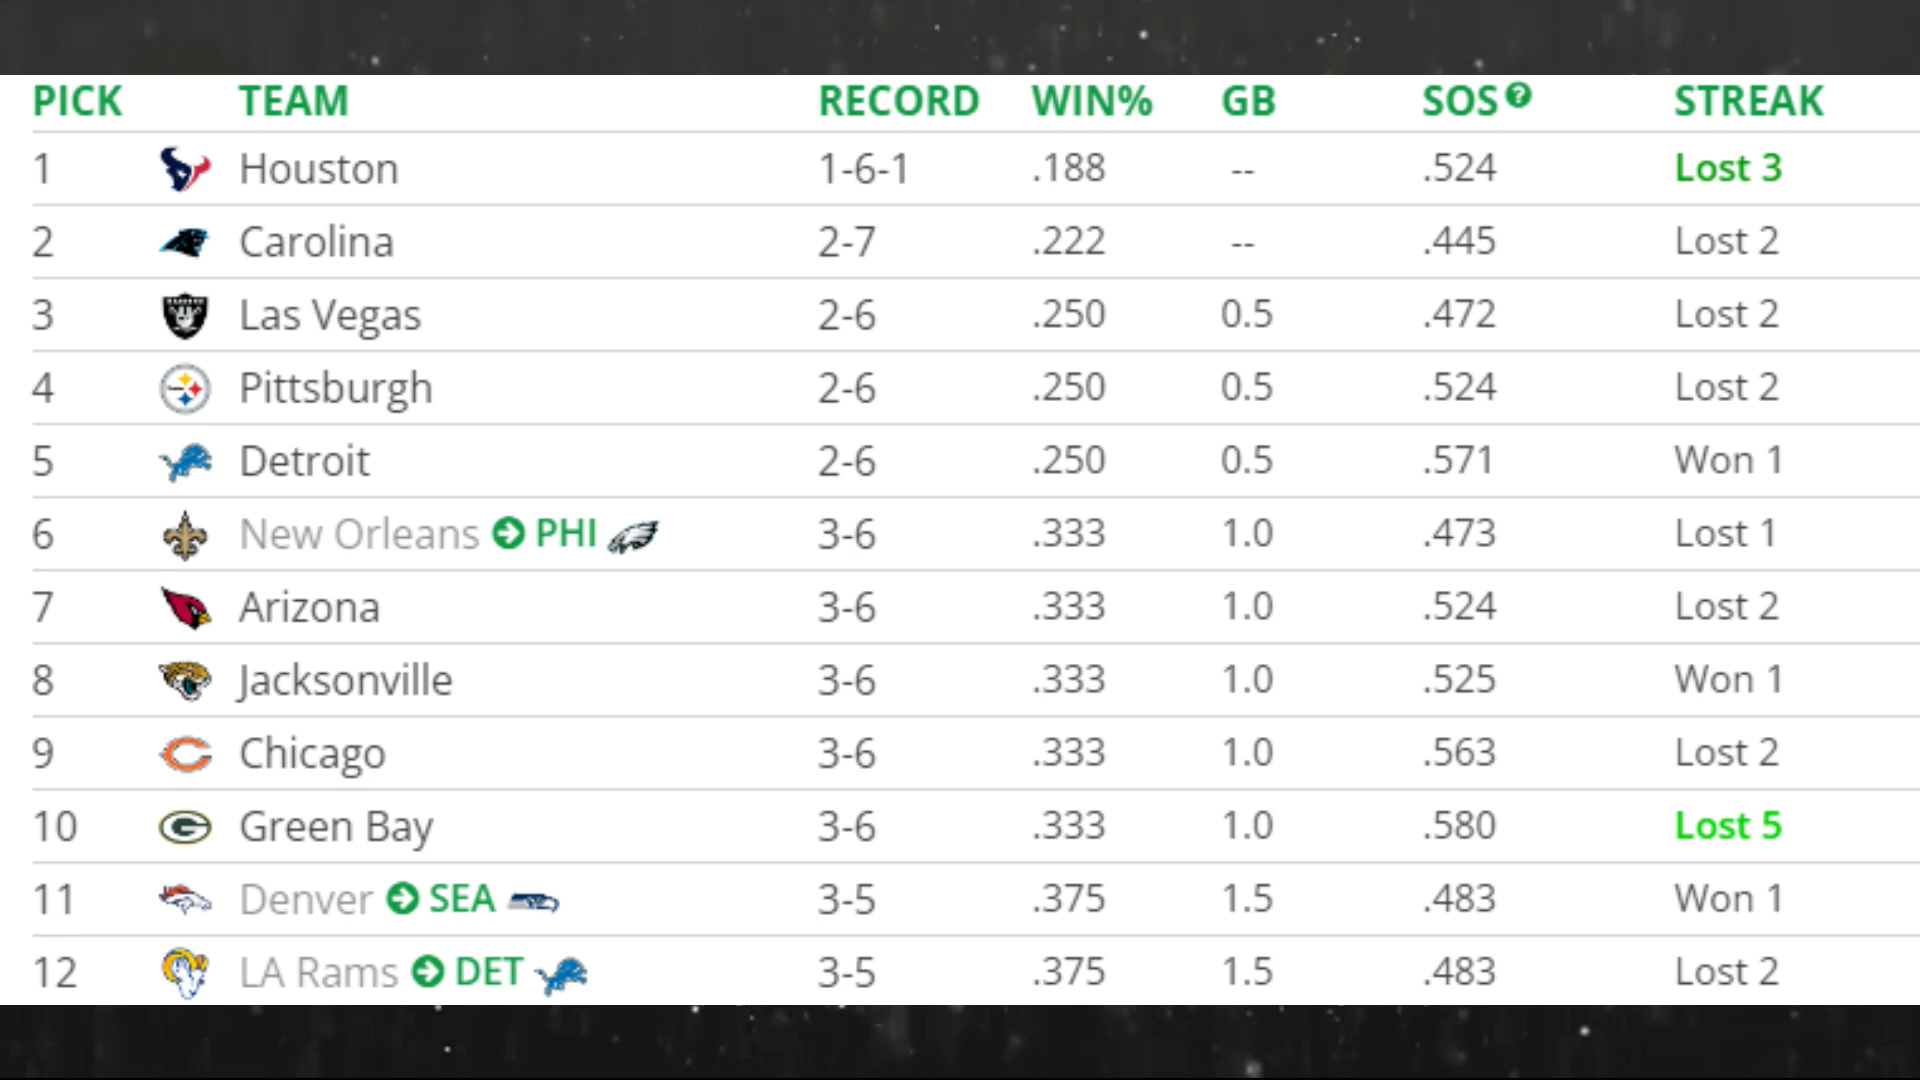 PICK TEAM RECORD WIN% GB SOS ? STREAK
1 Houston 1-6-1 .188 -- .524 Lost 3
2 Carolina 2-7 .222 -- .445 Lost 2
3 Las Vegas 2-6 .250 0.5 .472 Lost 2
4 Pittsburgh 2-6 .250 0.5 .524 Lost 2
5 Detroit 2-6 .250 0.5 .571 Won 1
6 New Orleans PHI 3-6 .333 1.0 .473 Lost 1
7 Arizona 3-6 .333 1.0 .524 Lost 2
8 Jacksonville 3-6 .333 1.0 .525 Won 1
9 Chicago 3-6 .333 1.0 .563 Lost 2
10 Green Bay 3-6 .333 1.0 .580 Lost 5
11 Denver SEA 3-5 .375 1.5 .483 Won 1
12 LA Rams DET 3-5 .375 1.5 .483 Lost 2